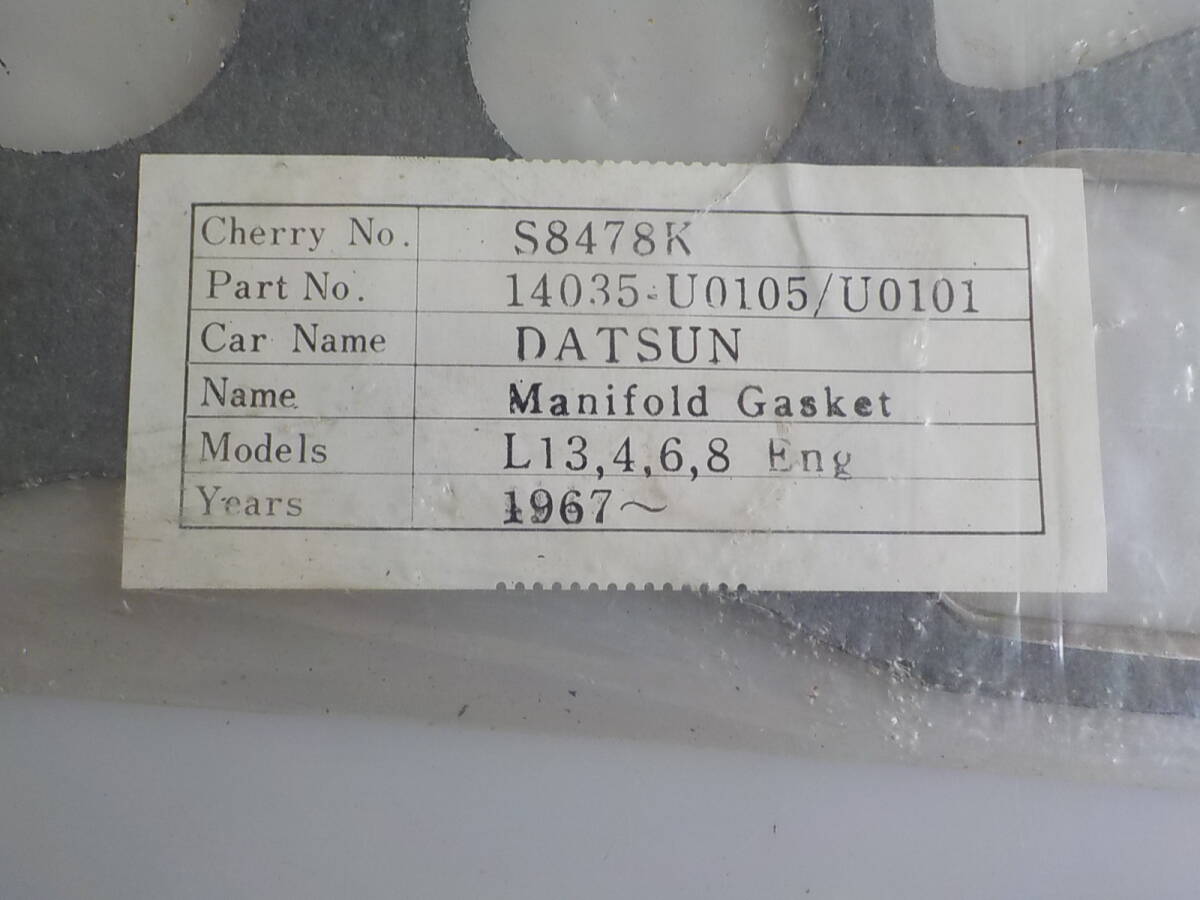 Cherry No. S8478K
Part No. 14035-U0105/U0101
Car Name DATSUN
Name Manifold Gasket
Models L13,4,6,8 Eng
Years 1967~